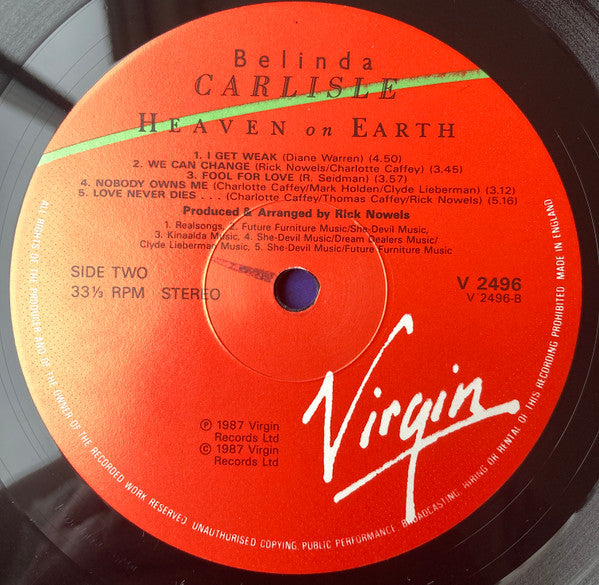 Belinda
CARLISLE
HEAVEN on EARTH
1. I GET WEAK (Diane Warren) (4.50)
2. WE CAN CHANGE (Rick Nowels/Charlotte Caffey) (3.45)
3. FOOL FOR LOVE (R. Seidman) (3.57)
4. NOBODY OWNS ME (Charlotte Caffey/Mark Holden/Clyde Lieberman) (3.12)
5. LOVE NEVER DIES . . . (Charlotte Caffey/Thomas Caffey/Rick Nowels) (5.16)
Produced & Arranged by Rick Nowels
1. Realsongs. 2. Future Furniture Music/She-Devil Music,
3. Kinaalda Music, 4. She-Devil Music/Dream Dealers Music/
Clyde Lieberman Music, 5. She-Devil Music/Future Furniture Music
SIDE TWO
33⅓ RPM STEREO
V 2496
V 2496-B
Virgin
℗ 1987 Virgin
Records Ltd
© 1987 Virgin
Records Ltd
ALL RIGHTS OF THE PRODUCER AND OF THE OWNER OF THE RECORDED WORK RESERVED. UNAUTHORISED COPYING, PUBLIC PERFORMANCE, BROADCASTING, HIRING OR RENTAL OF THIS RECORDING PROHIBITED MADE IN ENGLAND